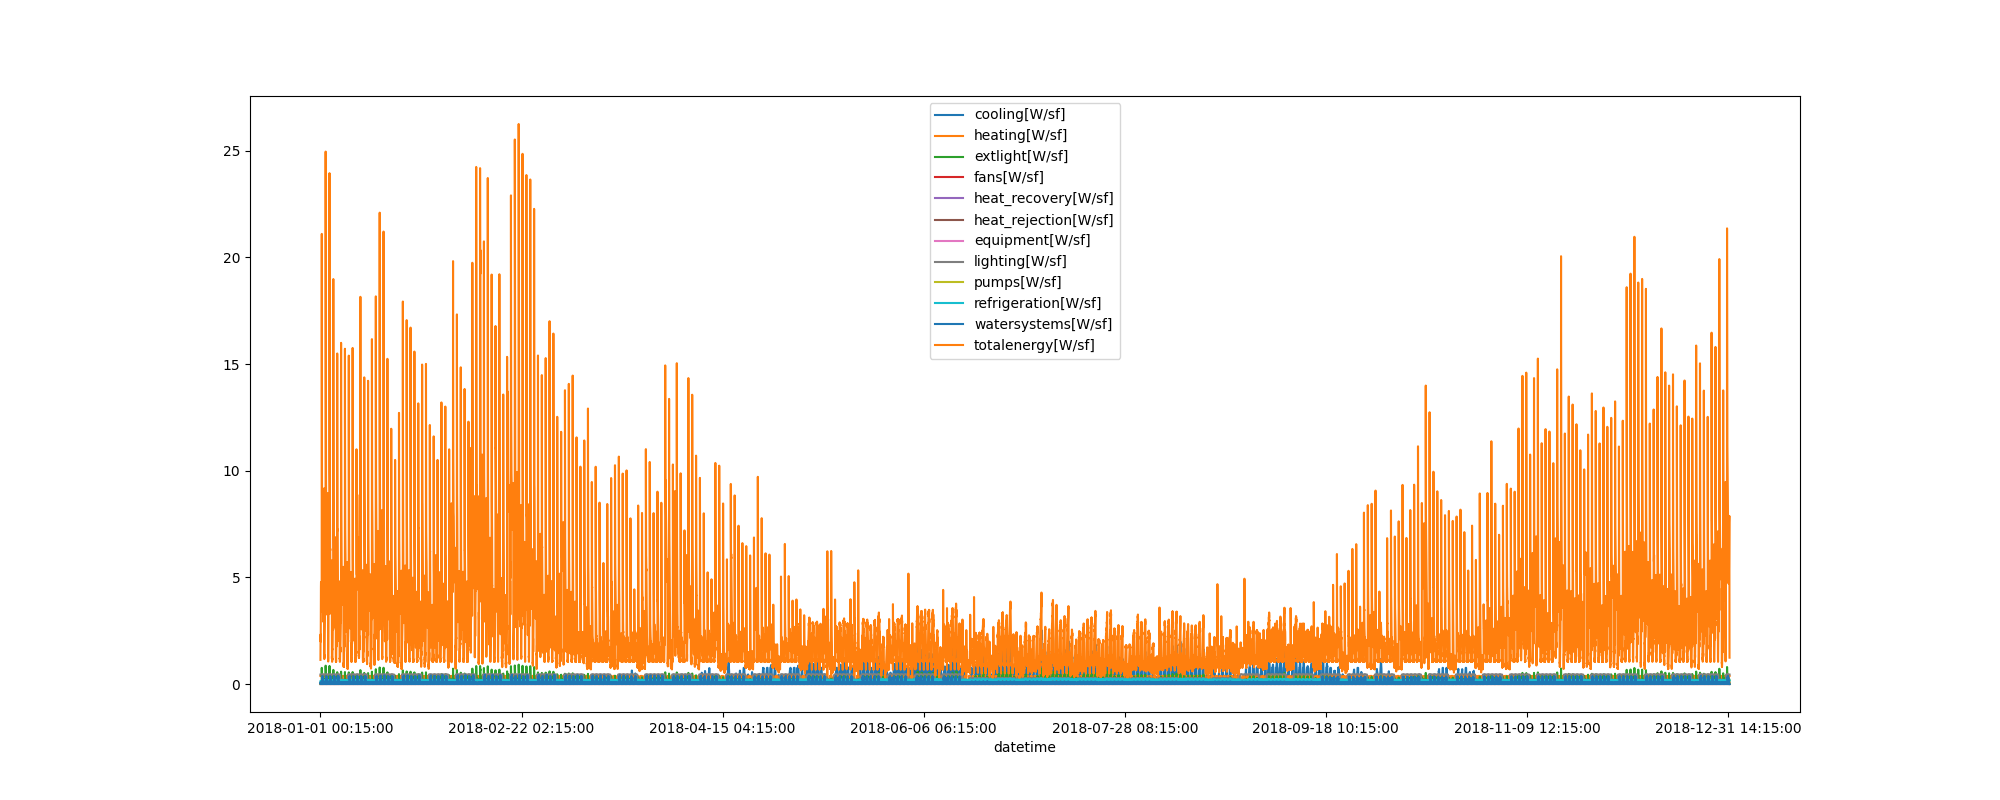 cooling[W/sf]
heating[W/sf]
extlight[W/sf]
fans[W/sf]
heat_recovery[W/sf]
heat_rejection[W/sf]
equipment[W/sf]
lighting[W/sf]
pumps[W/sf]
refrigeration[W/sf]
watersystems[W/sf]
totalenergy[W/sf]
25
20
15
10
5
0
2018-01-01 00:15:00
2018-02-22 02:15:00
2018-04-15 04:15:00
2018-06-06 06:15:00
2018-07-28 08:15:00
2018-09-18 10:15:00
2018-11-09 12:15:00
2018-12-31 14:15:00
datetime